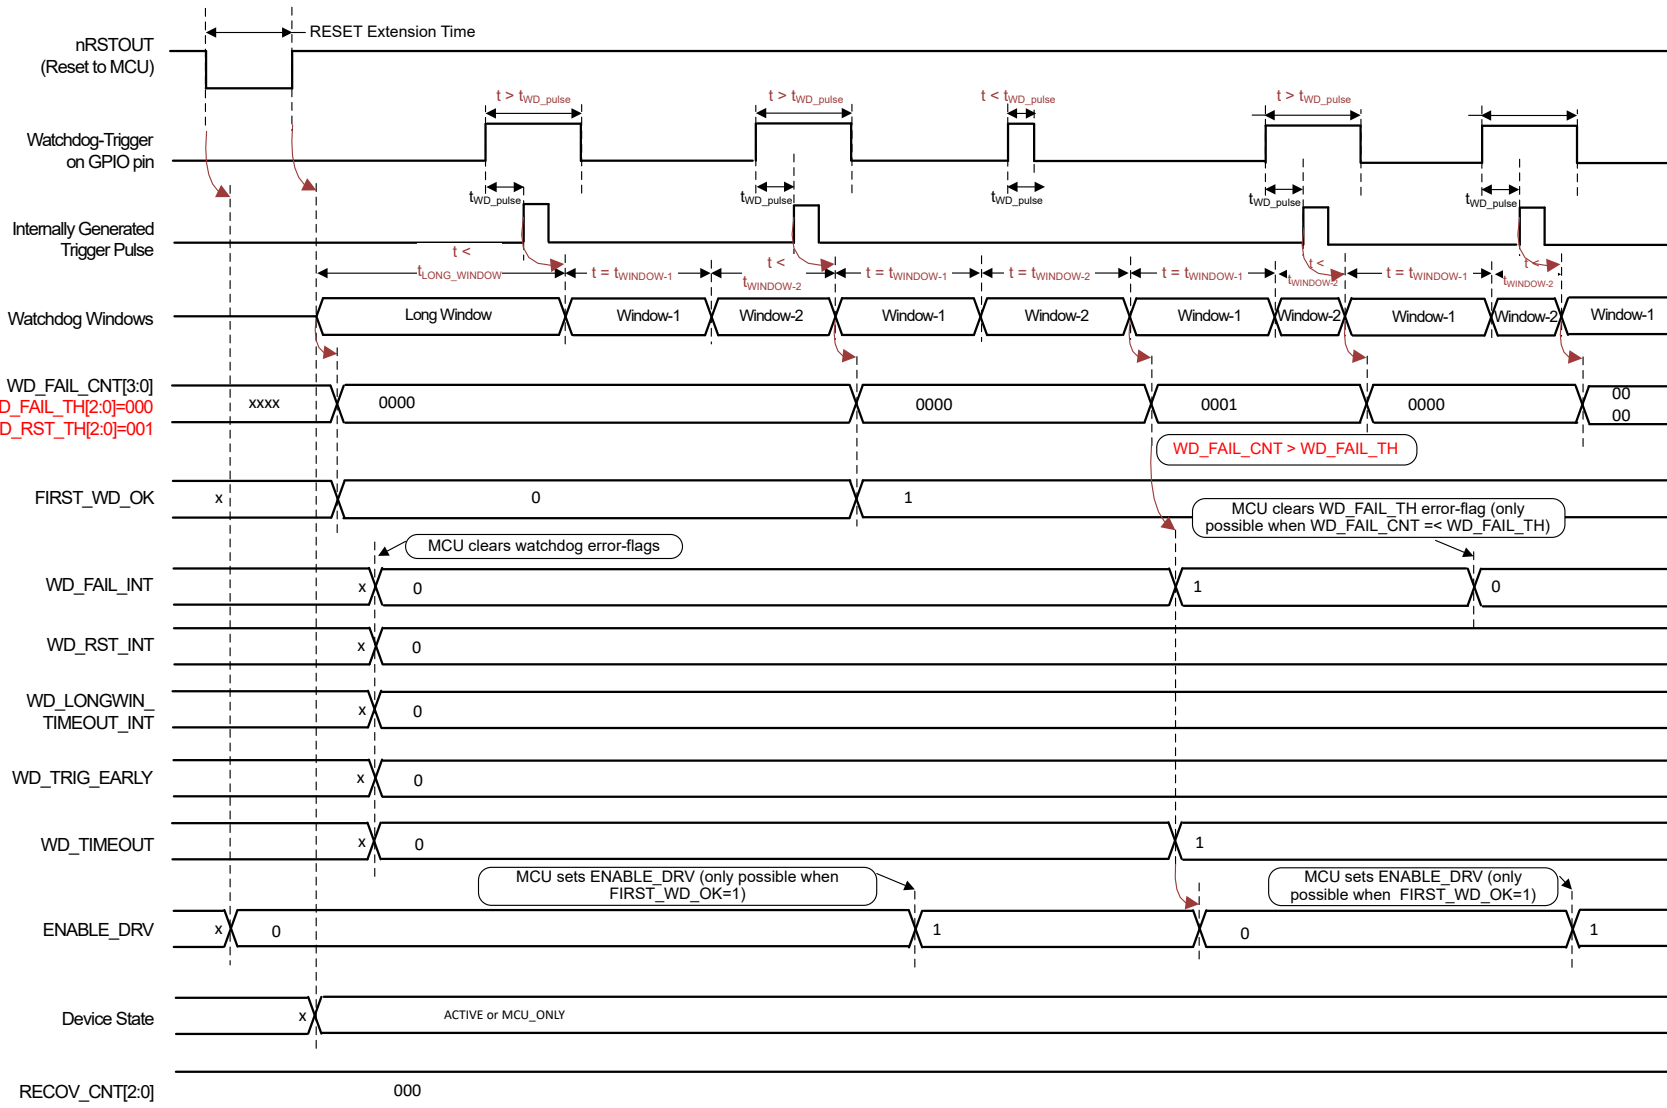 RESET Extension Time
nRSTOUT
(Reset to MCU)
t > tWD_pulse
t > tWD_pulse
t < tWD_pulse
t > tWD_pulse
Watchdog-Trigger
on GPIO pin
tWD_pulse
tWD_pulse
tWD_pulse
tWD_pulse
tWD_pulse
Internally Generated
Trigger Pulse
t <
tLONG_WINDOW
t = tWINDOW-1
t <
tWINDOW-2
t = tWINDOW-1
t = tWINDOW-2
t = tWINDOW-1
t <
tWINDOW-2
t = tWINDOW-1
t <
tWINDOW-2
Watchdog Windows
Long Window
Window-1
Window-2
Window-1
Window-2
Window-1
Window-2
Window-1
Window-2
Window-1
WD_FAIL_CNT[3:0]
D_FAIL_TH[2:0]=000
D_RST_TH[2:0]=001
xxxx
0000
0000
0001
0000
00
00
WD_FAIL_CNT > WD_FAIL_TH
FIRST_WD_OK
x
0
1
MCU clears WD_FAIL_TH error-flag (only
possible when WD_FAIL_CNT =< WD_FAIL_TH)
MCU clears watchdog error-flags
WD_FAIL_INT
x
0
1
0
WD_RST_INT
x
0
WD_LONGWIN_
TIMEOUT_INT
x
0
WD_TRIG_EARLY
x
0
WD_TIMEOUT
x
0
1
MCU sets ENABLE_DRV (only possible when
FIRST_WD_OK=1)
MCU sets ENABLE_DRV (only
possible when FIRST_WD_OK=1)
ENABLE_DRV
x
0
1
0
1
Device State
x
ACTIVE or MCU_ONLY
RECOV_CNT[2:0]
000